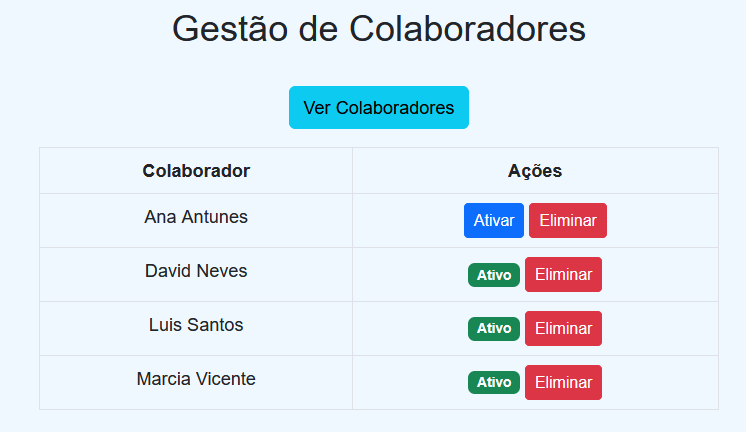 Gestão de Colaboradores
Ver Colaboradores
Colaborador Ações
Ana Antunes Ativar Eliminar
David Neves Ativo Eliminar
Luis Santos Ativo Eliminar
Marcia Vicente Ativo Eliminar